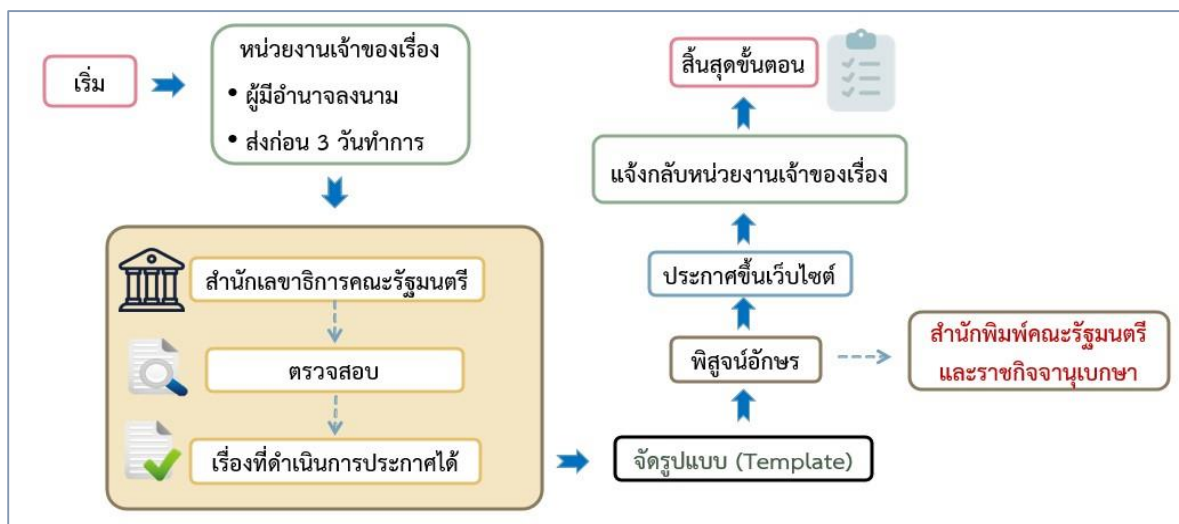 เริ่ม
หน่วยงานเจ้าของเรื่อง
• ผู้มีอำนาจลงนาม
• ส่งก่อน 3 วันทำการ
สำนักเลขาธิการคณะรัฐมนตรี
ตรวจสอบ
เรื่องที่ดำเนินการประกาศได้
จัดรูปแบบ (Template)
พิสูจน์อักษร
สำนักพิมพ์คณะรัฐมนตรี
และราชกิจจานุเบกษา
ประกาศขึ้นเว็บไซต์
แจ้งกลับหน่วยงานเจ้าของเรื่อง
สิ้นสุดขั้นตอน